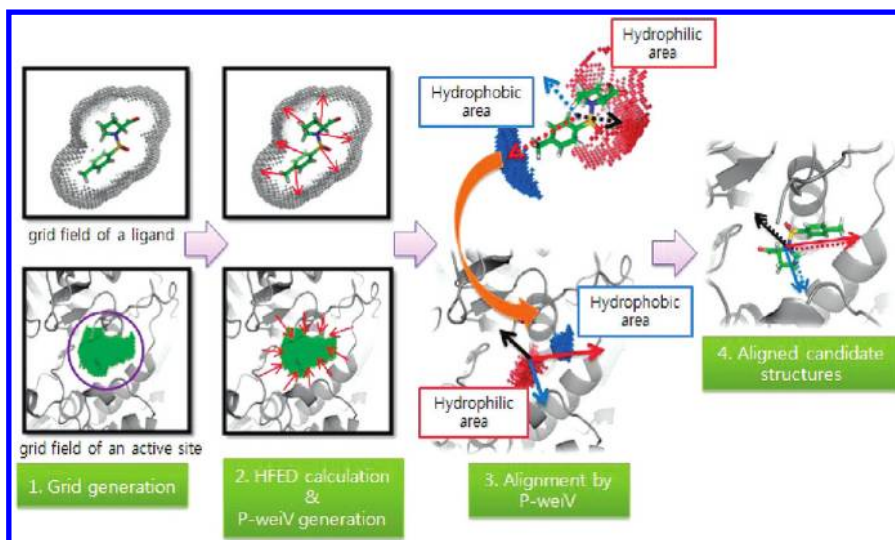 grid field of a ligand
grid field of an active site
1. Grid generation
2. HFED calculation
&
P-weiV generation
Hydrophilic
area
Hydrophobic
area
Hydrophobic
area
Hydrophilic
area
3. Alignment by
P-weiV
4. Aligned candidate
structures